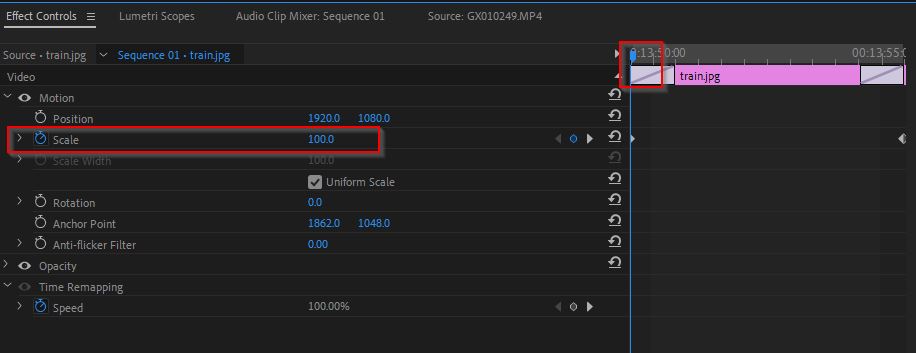 Effect Controls Lumetri Scopes Audio Clip Mixer: Sequence 01 Source: GX010249.MP4
Source • train.jpg Sequence 01 • train.jpg :13:50:00 00:13:55:0
Video train.jpg
Motion
Position 1920.0 1080.0
Scale 100.0
Scale Width 100.0
Uniform Scale
Rotation 0.0
Anchor Point 1862.0 1048.0
Anti-flicker Filter 0.00
Opacity
Time Remapping
Speed 100.00%